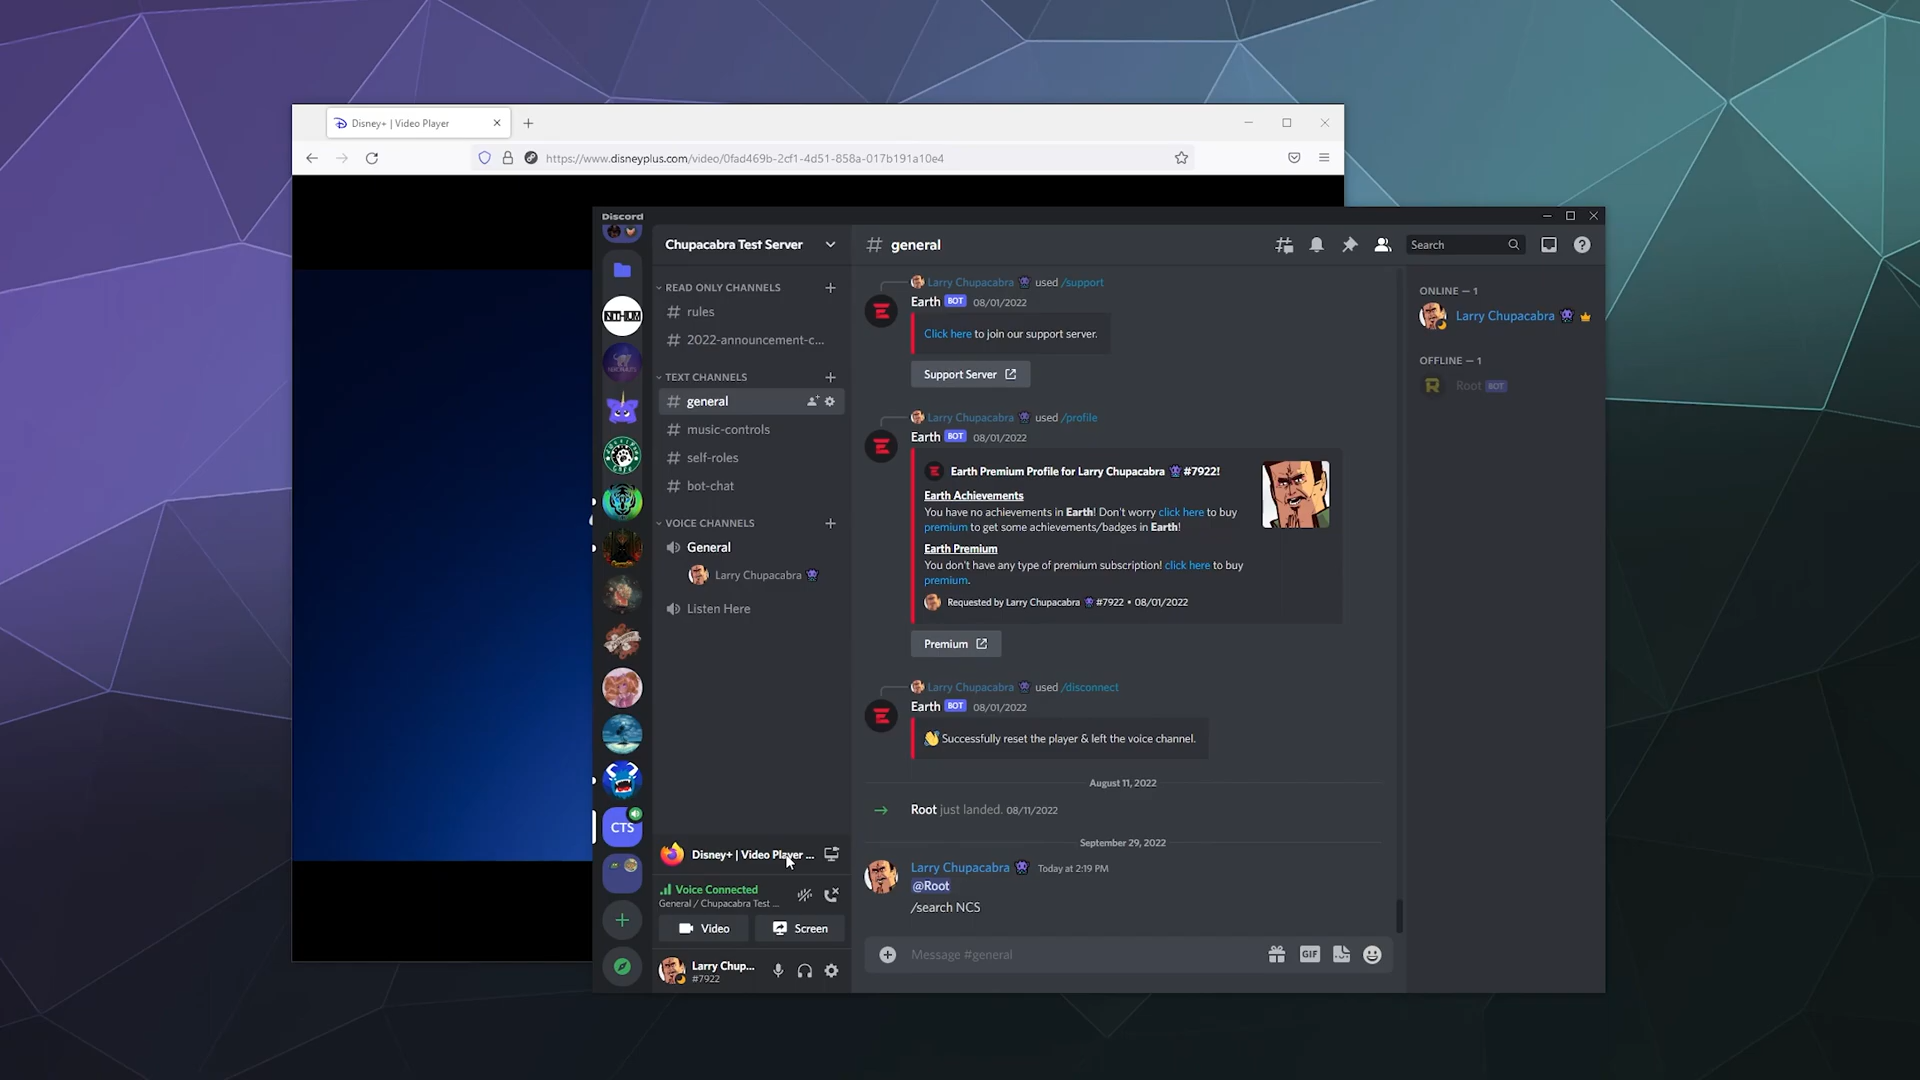 Disney+ | Video Player
https://www.disneyplus.com/video/0fad469b-2cf1-4d51-858a-017b191a10e4
Discord
Chupacabra Test Server
general
Search
READ ONLY CHANNELS
rules
2022-announcement-c...
TEXT CHANNELS
general
music-controls
self-roles
bot-chat
VOICE CHANNELS
General
Larry Chupacabra
Listen Here
CTS
Disney+ | Video Player ...
Voice Connected
General / Chupacabra Test ...
Video
Screen
Larry Chup...
#7922
Larry Chupacabra used /support
Earth BOT 08/01/2022
Click here to join our support server.
Support Server
Larry Chupacabra used /profile
Earth BOT 08/01/2022
Earth Premium Profile for Larry Chupacabra #7922!
Earth Achievements
You have no achievements in Earth! Don't worry click here to buy
premium to get some achievements/badges in Earth!
Earth Premium
You don't have any type of premium subscription! click here to buy
premium.
Requested by Larry Chupacabra #7922 • 08/01/2022
Premium
Larry Chupacabra used /disconnect
Earth BOT 08/01/2022
Successfully reset the player & left the voice channel.
August 11, 2022
Root just landed. 08/11/2022
September 29, 2022
Larry Chupacabra Today at 2:19 PM
@Root
/search NCS
Message #general
GIF
ONLINE — 1
Larry Chupacabra
OFFLINE — 1
Root BOT